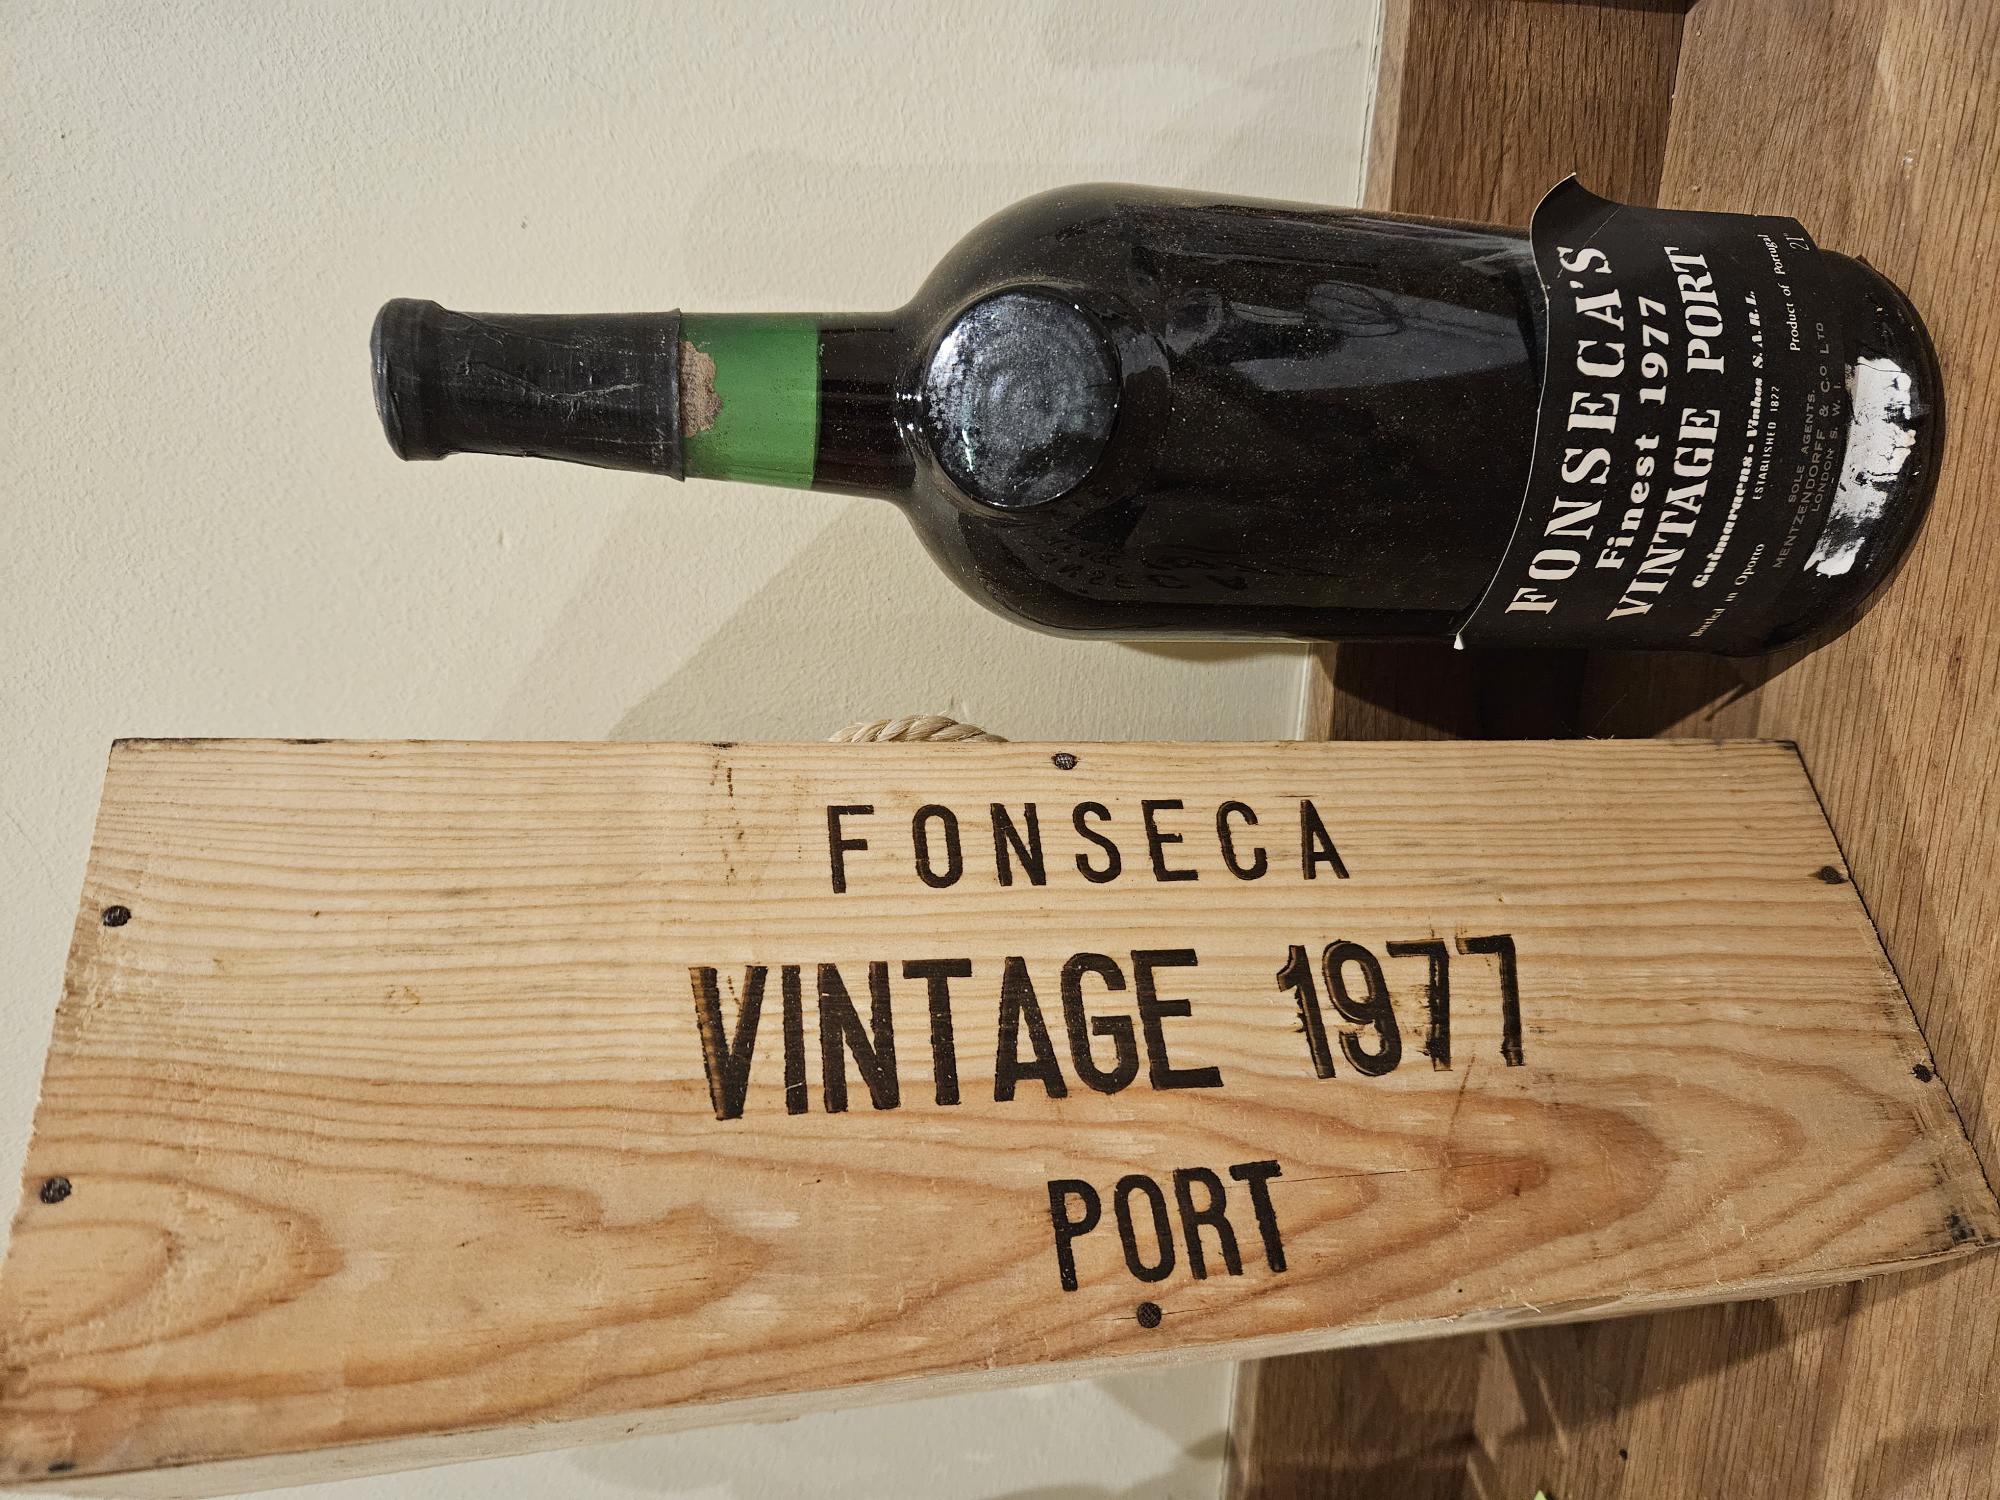 FONSECA'S
Finest 1977
VINTAGE PORT
Guimaraens-Vinhos S.A.R.L.
ESTABLISHED 1822
Bottled in Oporto
Product of Portugal
21°
SOLE AGENTS.
MENTZENDORFF & CO LTD
LONDON S. W. 1.
FONSECA
VINTAGE 1977
PORT